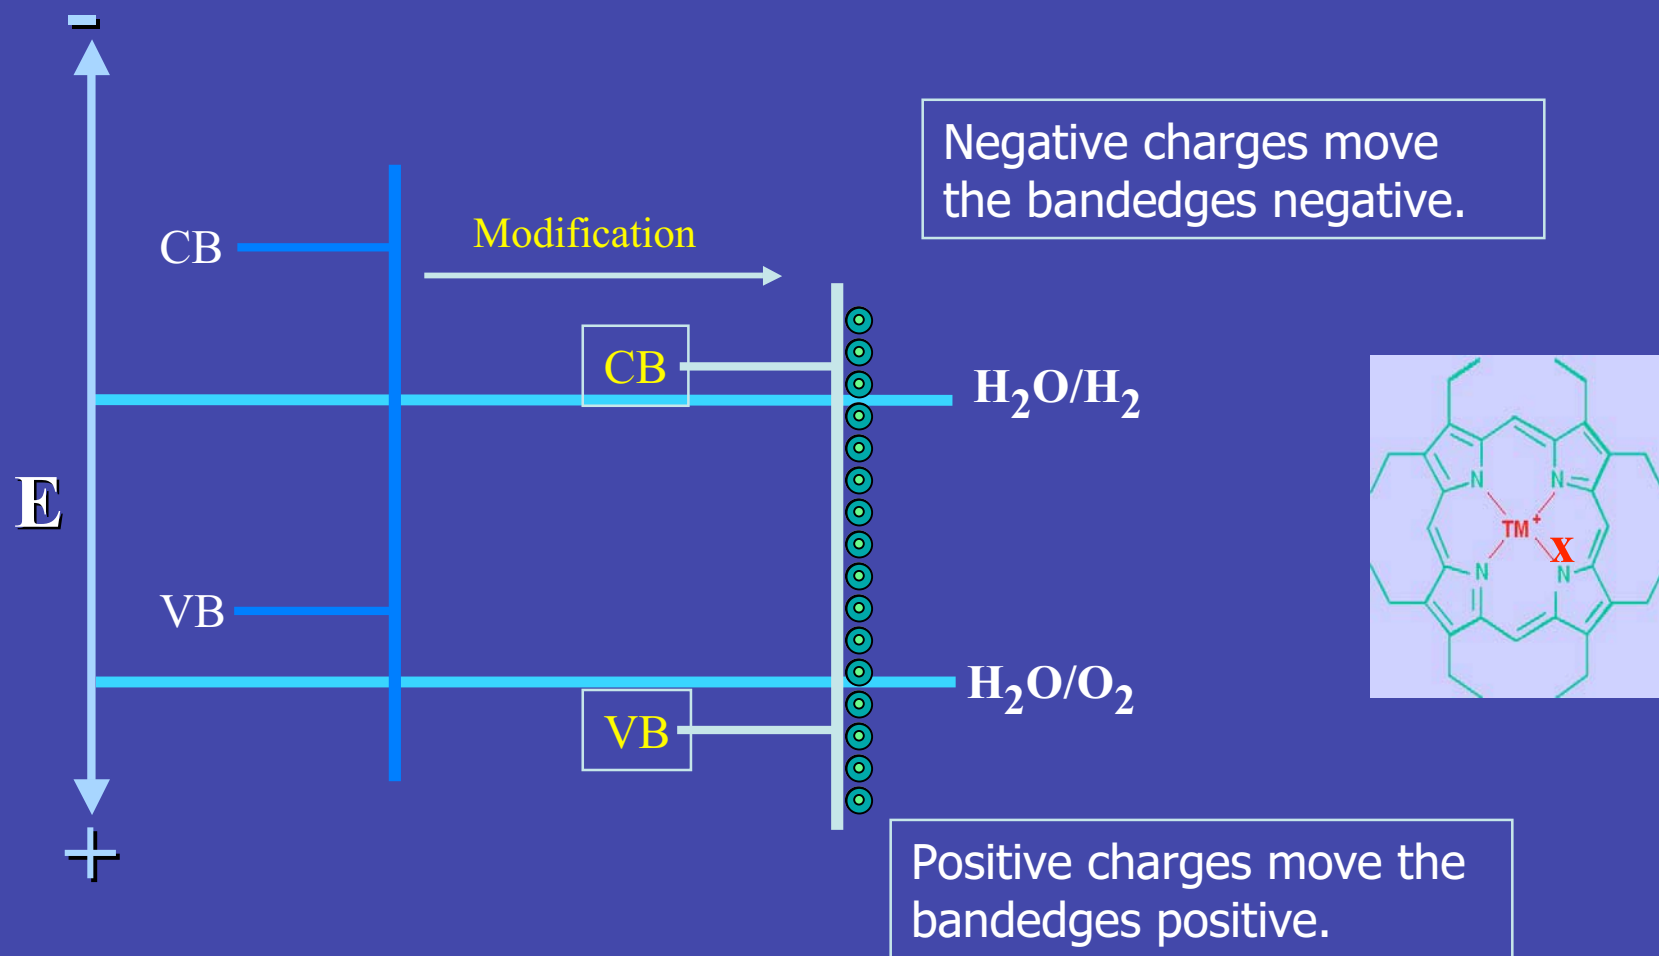 -
Negative charges move
the bandedges negative.
Modification
CB
CB
H₂O/H₂
E
N N
TM⁺
x
N N
VB
H₂O/O₂
VB
+
Positive charges move the
bandedges positive.